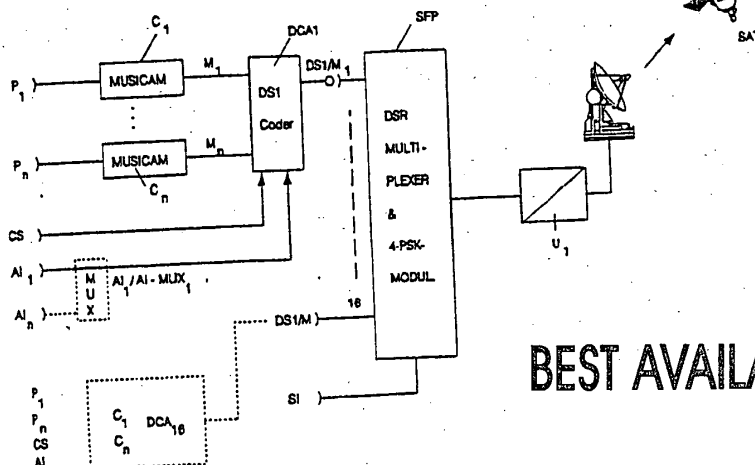 C1
DCA1
SFP
SAT
P1
MUSICAM
M1
DS1/M1
DS1
Coder
DSR
MULTI-
PLEXER
&
4-PSK-
MODUL.
Pn
MUSICAM
Mn
Cn
U1
CS
AI1
MUX
AI1/AI-MUX1
AIn
16
DS1/M
SI
BEST AVAILA
P1
Pn
CS
AI
C1
Cn
DCA16